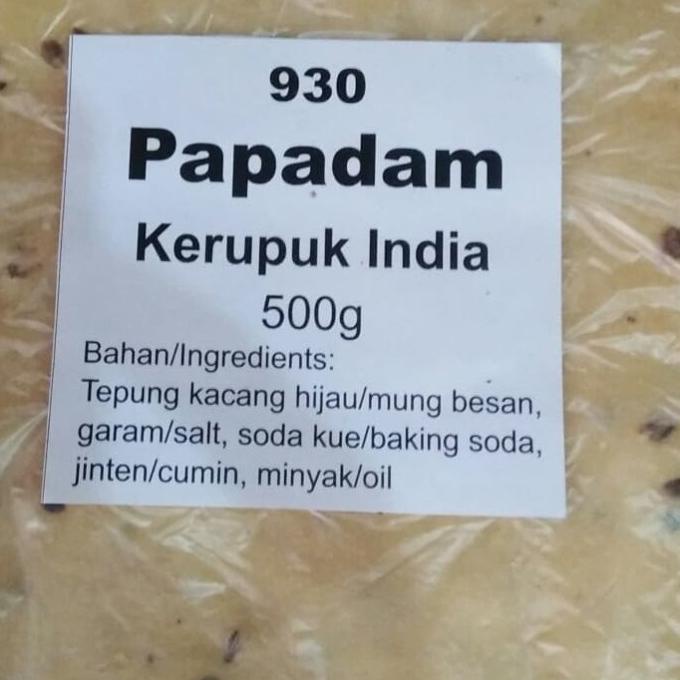 930
Papadam
Kerupuk India
500g
Bahan/Ingredients:
Tepung kacang hijau/mung besan,
garam/salt, soda kue/baking soda,
jinten/cumin, minyak/oil